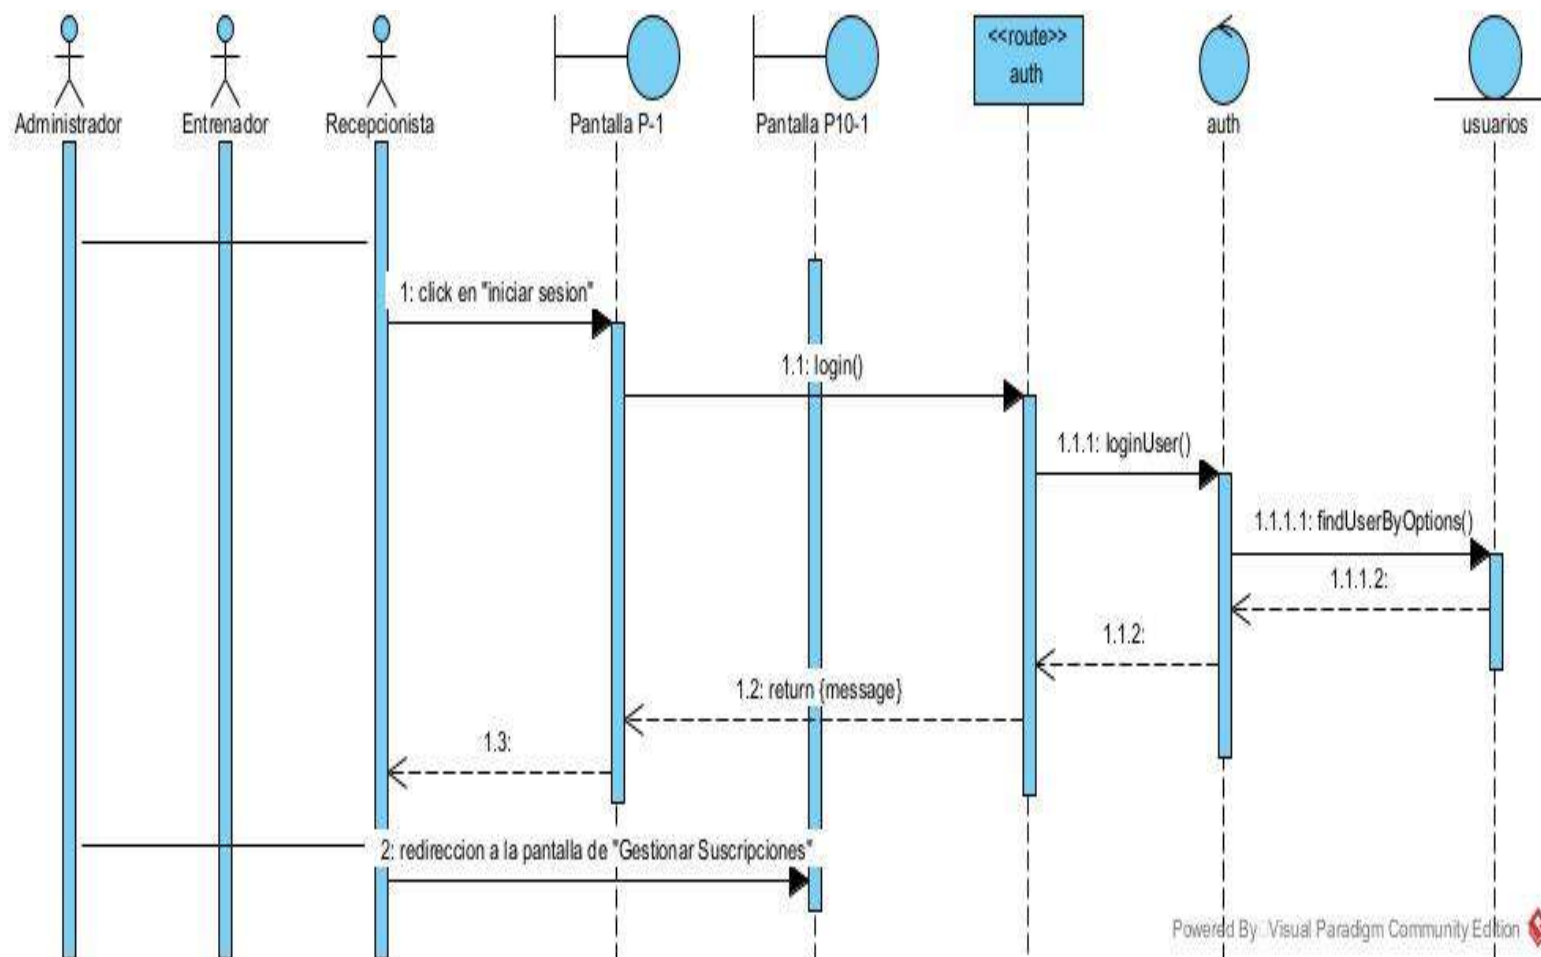 <<route>>
auth
Administrador
Entrenador
Recepcionista
Pantalla P-1
Pantalla P10-1
auth
usuarios
1: click en "iniciar sesion"
1.1: login()
1.1.1: loginUser()
1.1.1.1: findUserByOptions()
1.1.1.2:
1.1.2:
1.2: return {message}
1.3:
2: redireccion a la pantalla de "Gestionar Suscripciones"
Powered By Visual Paradigm Community Edition